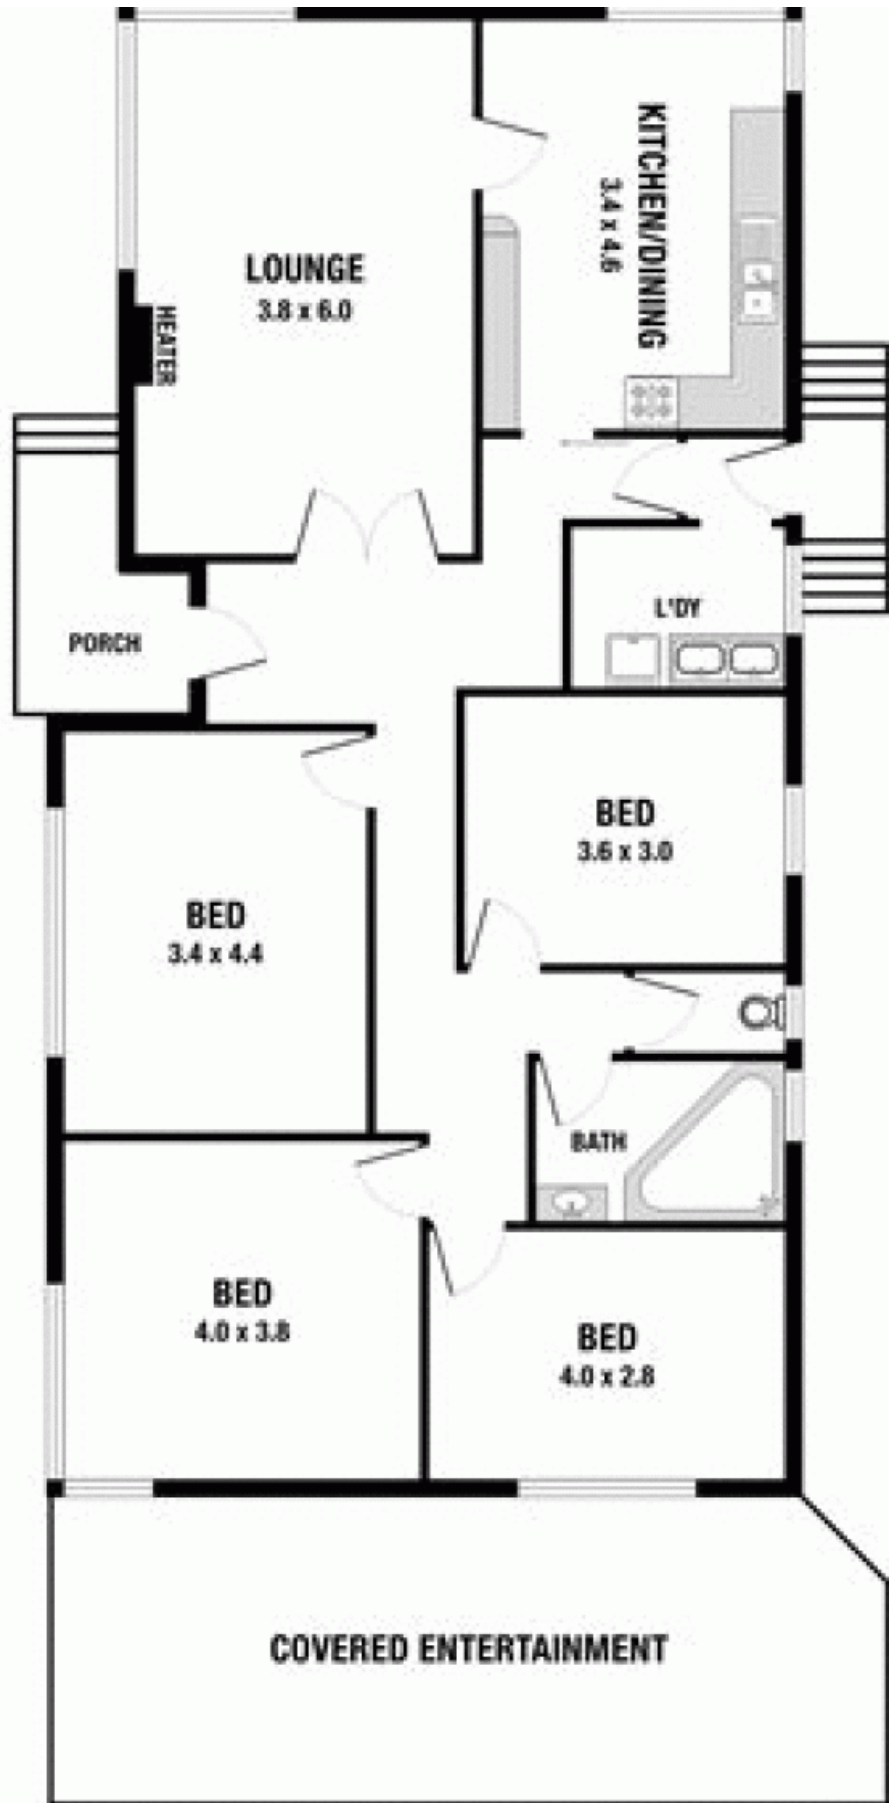 LOUNGE
3.8 x 6.0
HEATER
KITCHEN/DINING
3.4 x 4.6
PORCH
L'DY
BED
3.6 x 3.0
BED
3.4 x 4.4
BATH
BED
4.0 x 3.8
BED
4.0 x 2.8
COVERED ENTERTAINMENT